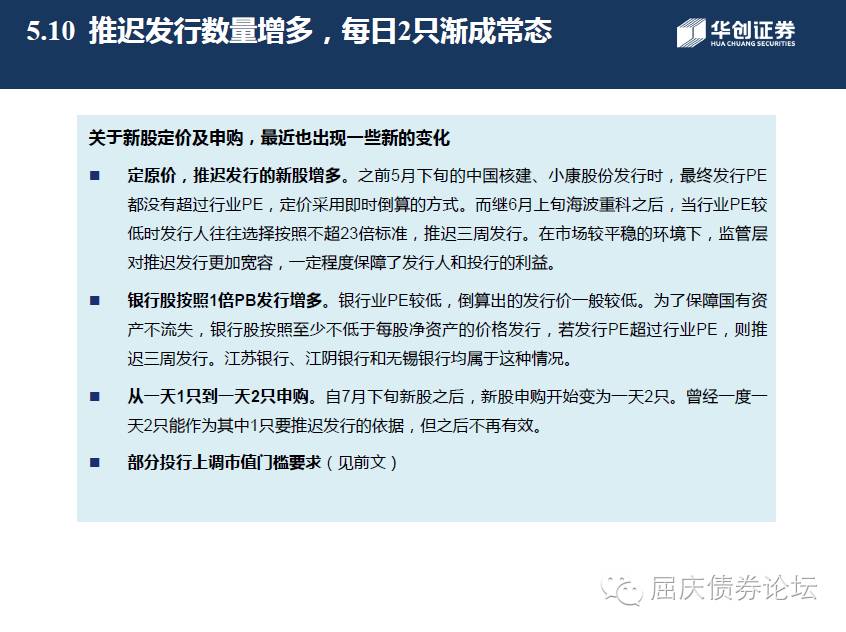 5.10 推迟发行数量增多，每日2只渐成常态
华创证券
HUA CHUANG SECURITIES
关于新股定价及申购，最近也出现一些新的变化
■ 定原价，推迟发行的新股增多。之前5月下旬的中国核建、小康股份发行时，最终发行PE
都没有超过行业PE，定价采用即时倒算的方式。而继6月上旬海波重科之后，当行业PE较
低时发行人往往选择按照不超23倍标准，推迟三周发行。在市场较平稳的环境下，监管层
对推迟发行更加宽容，一定程度保障了发行人和投行的利益。
■ 银行股按照1倍PB发行增多。银行业PE较低，倒算出的发行价一般较低。为了保障国有资
产不流失，银行股按照至少不低于每股净资产的价格发行，若发行PE超过行业PE，则推
迟三周发行。江苏银行、江阴银行和无锡银行均属于这种情况。
■ 从一天1只到一天2只申购。自7月下旬新股之后，新股申购开始变为一天2只。曾经一度一
天2只能作为其中1只要推迟发行的依据，但之后不再有效。
■ 部分投行上调市值门槛要求（见前文）
屈庆债券论坛